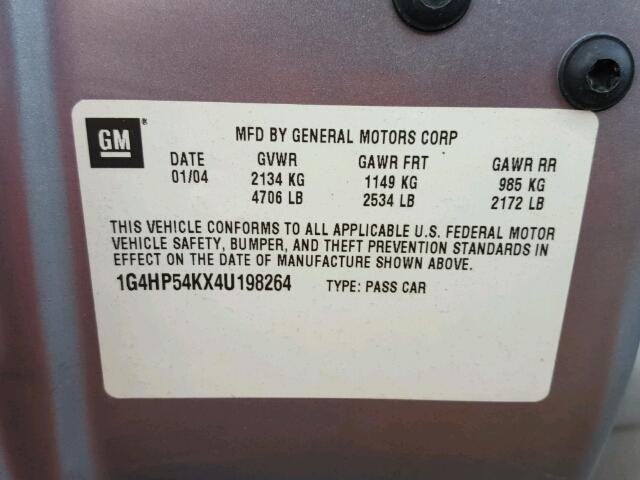 GM
MFD BY GENERAL MOTORS CORP
DATE GVWR GAWR FRT GAWR RR
01/04 2134 KG 1149 KG 985 KG
4706 LB 2534 LB 2172 LB
THIS VEHICLE CONFORMS TO ALL APPLICABLE U.S. FEDERAL MOTOR
VEHICLE SAFETY, BUMPER, AND THEFT PREVENTION STANDARDS IN
EFFECT ON THE DATE OF MANUFACTURE SHOWN ABOVE.
1G4HP54KX4U198264 TYPE: PASS CAR